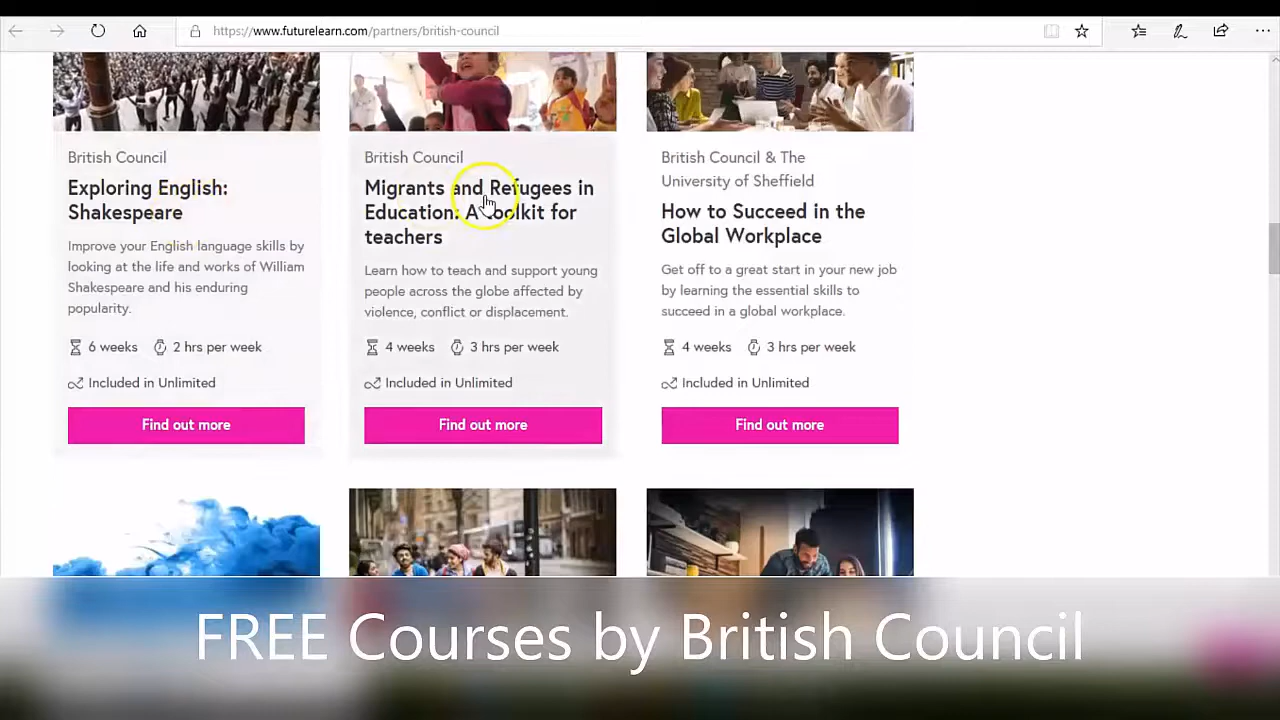 https://www.futurelearn.com/partners/british-council
British Council
Exploring English:
Shakespeare
Improve your English language skills by
looking at the life and works of William
Shakespeare and his enduring
popularity.
6 weeks 2 hrs per week
Included in Unlimited
Find out more
British Council
Migrants and Refugees in
Education: A toolkit for
teachers
Learn how to teach and support young
people across the globe affected by
violence, conflict or displacement.
4 weeks 3 hrs per week
Included in Unlimited
Find out more
British Council & The
University of Sheffield
How to Succeed in the
Global Workplace
Get off to a great start in your new job
by learning the essential skills to
succeed in a global workplace.
4 weeks 3 hrs per week
Included in Unlimited
Find out more
FREE Courses by British Council